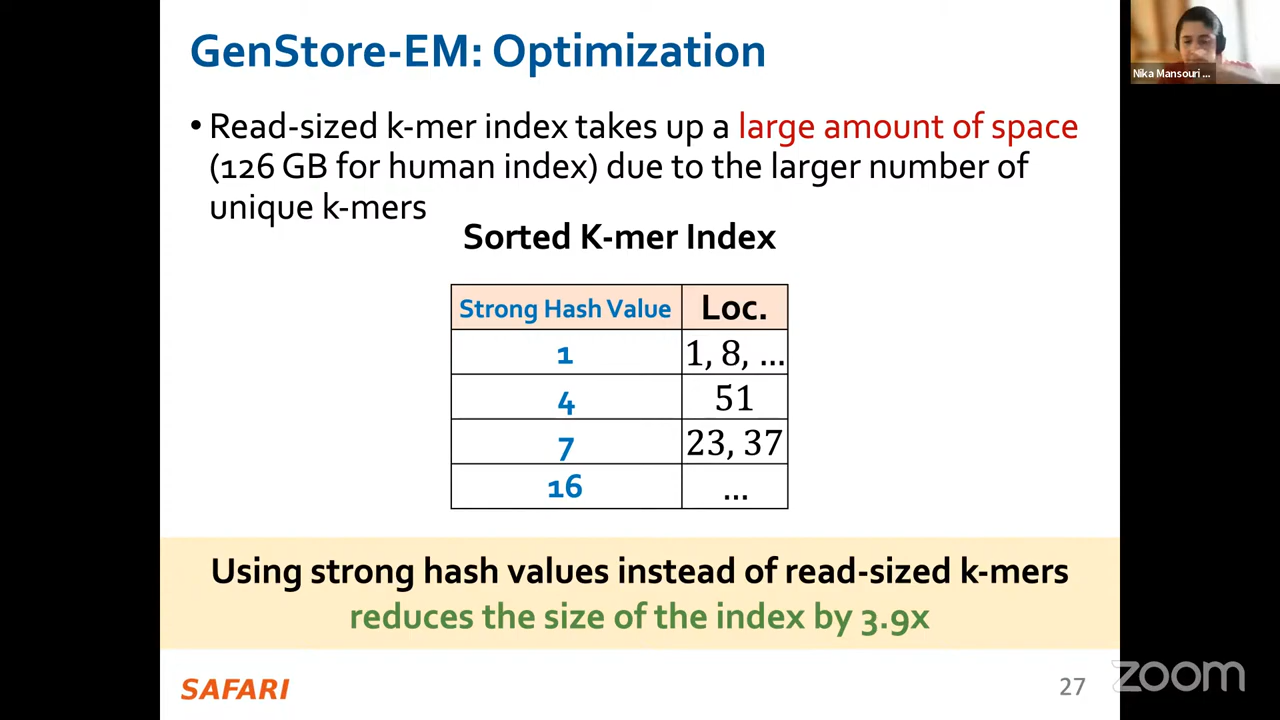 GenStore-EM: Optimization
Nika Mansouri ...
• Read-sized k-mer index takes up a large amount of space
(126 GB for human index) due to the larger number of
unique k-mers
Sorted K-mer Index
Strong Hash Value Loc.
1 1, 8, ...
4 51
7 23, 37
16 ...
Using strong hash values instead of read-sized k-mers
reduces the size of the index by 3.9x
SAFARI
27
zoom